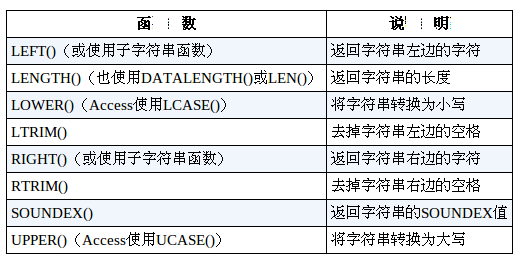 函 数 说 明
LEFT()（或使用子字符串函数） 返回字符串左边的字符
LENGTH()（也使用DATALENGTH()或LEN()） 返回字符串的长度
LOWER()（Access使用LCASE()） 将字符串转换为小写
LTRIM() 去掉字符串左边的空格
RIGHT()（或使用子字符串函数） 返回字符串右边的字符
RTRIM() 去掉字符串右边的空格
SOUNDEX() 返回字符串的SOUNDEX值
UPPER()（Access使用UCASE()） 将字符串转换为大写